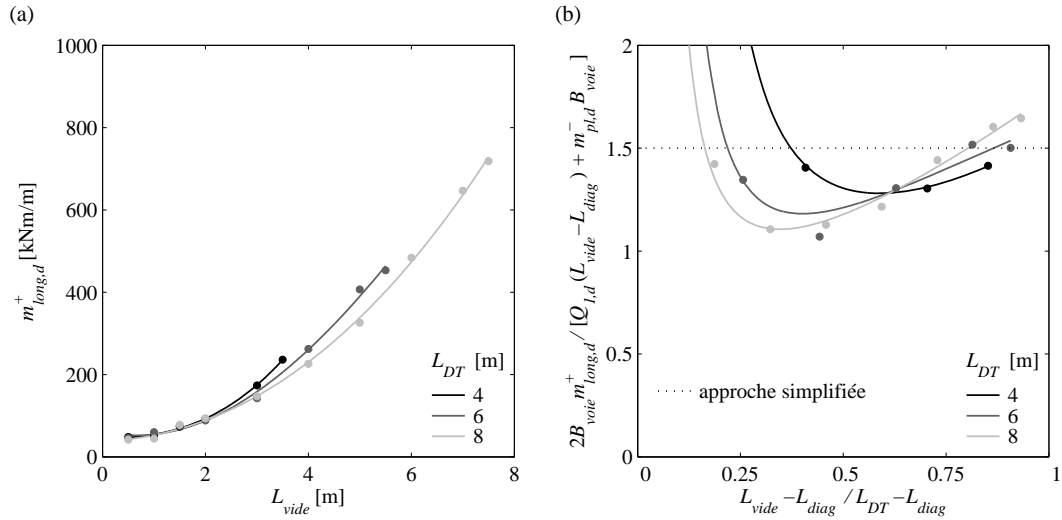 (a)
1000
800
600
400
200
0
m⁺long,d [kNm/m]
0 2 4 6 8
Lvide [m]
LDT [m]
4
6
8
(b)
2
1.5
1
0.5
0
2Bvoie m⁺long,d / [Q1,d (Lvide–Ldiag) + m⁻pl,d Bvoie]
0 0.25 0.5 0.75 1
Lvide–Ldiag / LDT–Ldiag
approche simplifiée
LDT [m]
4
6
8